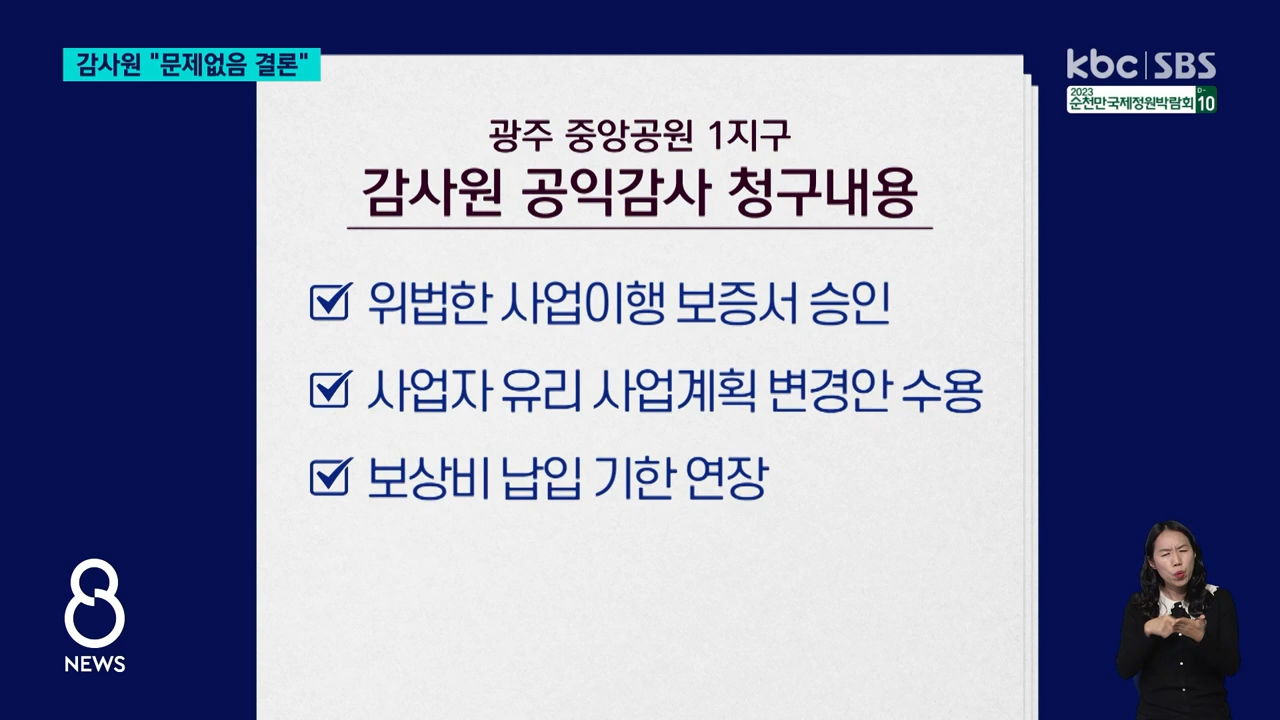 감사원 "문제없음 결론"
kbc SBS
2023
순천만국제정원박람회
D-
10
광주 중앙공원 1지구
감사원 공익감사 청구내용
위법한 사업이행 보증서 승인
사업자 유리 사업계획 변경안 수용
보상비 납입 기한 연장
8
NEWS